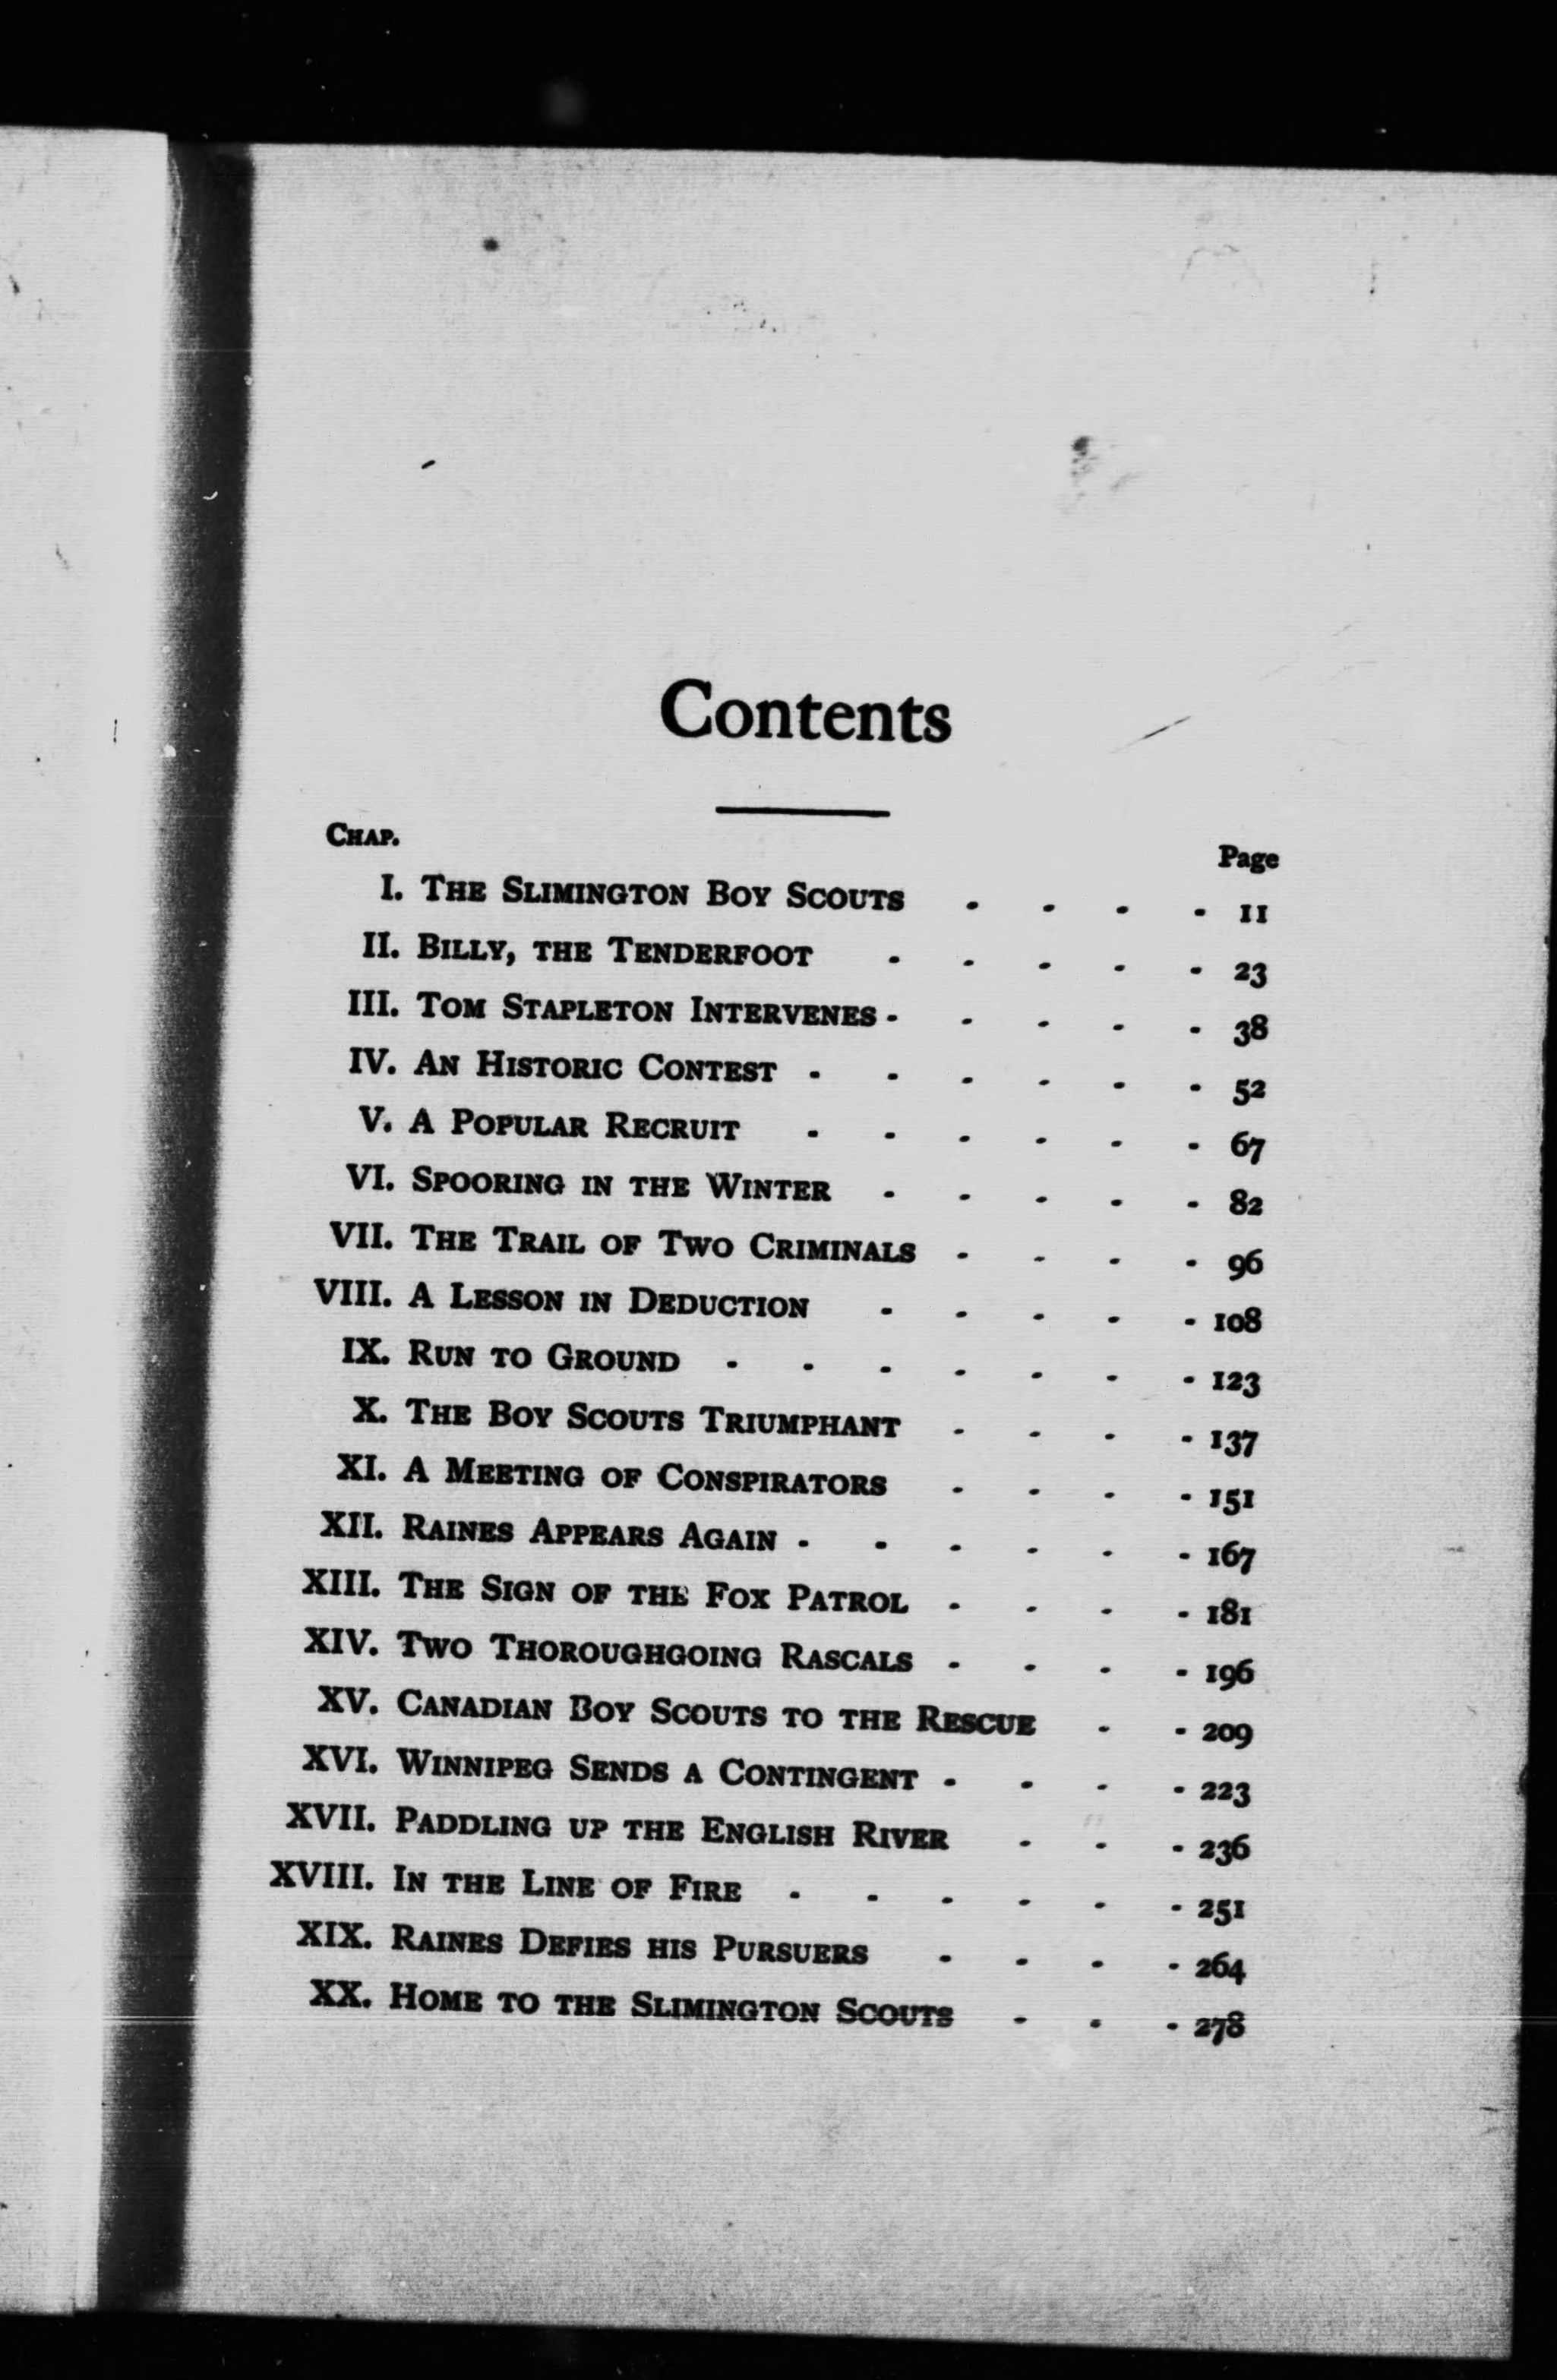 Contents
CHAP.
Page
I. THE SLIMINGTON BOY SCOUTS - - - - 11
II. BILLY, THE TENDERFOOT - - - - - 23
III. TOM STAPLETON INTERVENES - - - - - 38
IV. AN HISTORIC CONTEST - - - - - - 52
V. A POPULAR RECRUIT - - - - - - 67
VI. SPOORING IN THE WINTER - - - - - 82
VII. THE TRAIL OF TWO CRIMINALS - - - - 96
VIII. A LESSON IN DEDUCTION - - - - - 108
IX. RUN TO GROUND - - - - - - - 123
X. THE BOY SCOUTS TRIUMPHANT - - - - 137
XI. A MEETING OF CONSPIRATORS - - - - 151
XII. RAINES APPEARS AGAIN - - - - - - 167
XIII. THE SIGN OF THE FOX PATROL - - - - 181
XIV. TWO THOROUGHGOING RASCALS - - - - 196
XV. CANADIAN BOY SCOUTS TO THE RESCUE - - 209
XVI. WINNIPEG SENDS A CONTINGENT - - - - 223
XVII. PADDLING UP THE ENGLISH RIVER - - - 236
XVIII. IN THE LINE OF FIRE - - - - - - 251
XIX. RAINES DEFIES HIS PURSUERS - - - - 264
XX. HOME TO THE SLIMINGTON SCOUTS - - - 278